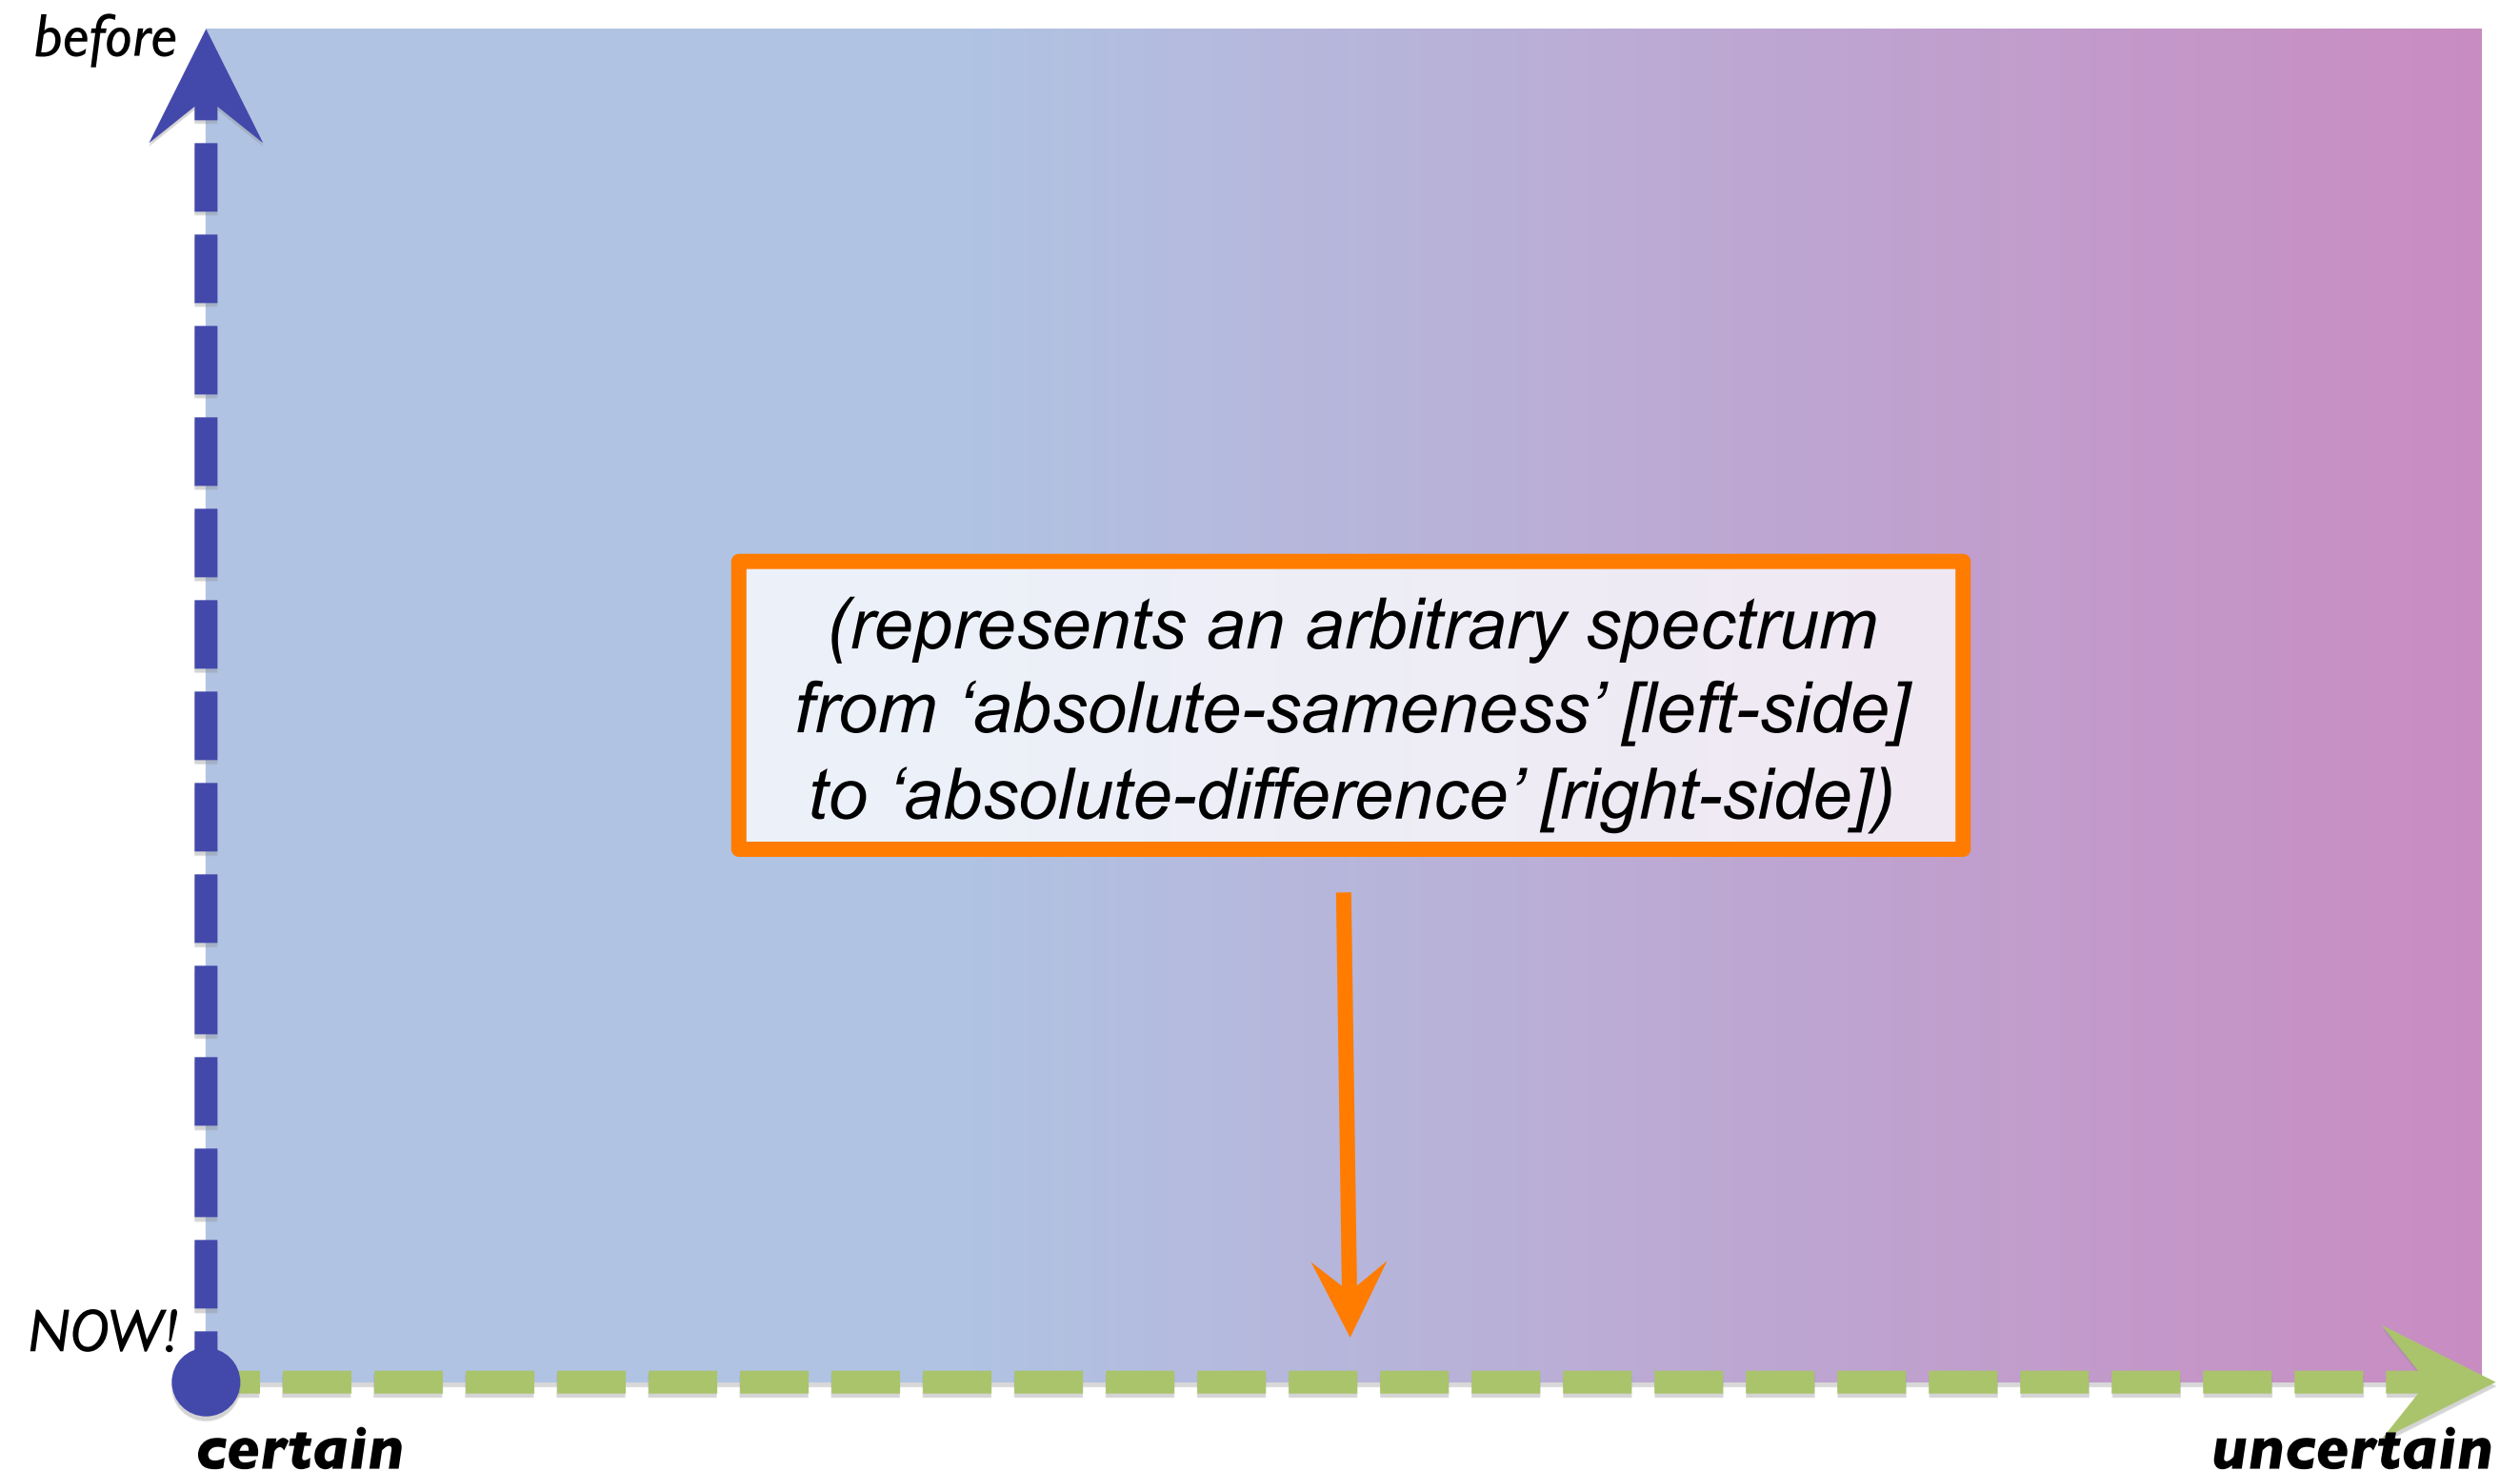 before
(represents an arbitrary spectrum
from ‘absolute-sameness’ [left-side]
to ‘absolute-difference’ [right-side])
NOW!
certain
uncertain